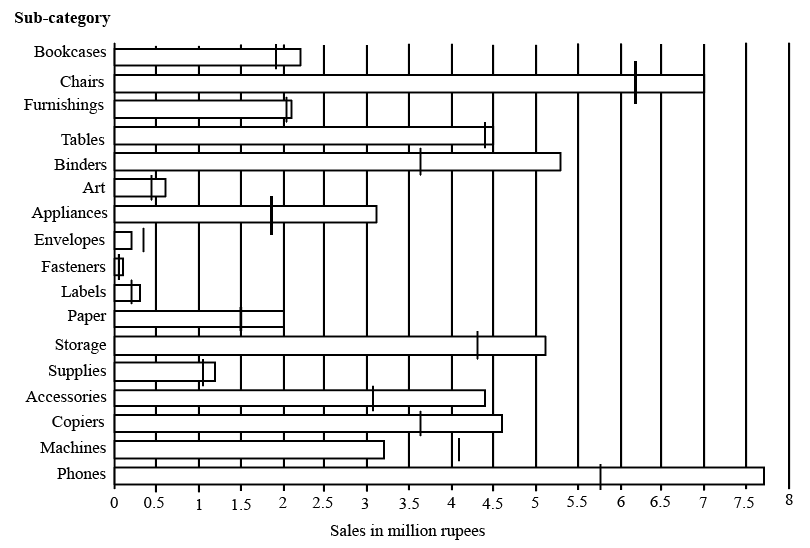 Sub-category
Bookcases
Chairs
Furnishings
Tables
Binders
Art
Appliances
Envelopes
Fasteners
Labels
Paper
Storage
Supplies
Accessories
Copiers
Machines
Phones
0 0.5 1 1.5 2 2.5 3 3.5 4 4.5 5 5.5 6 6.5 7 7.5 8
Sales in million rupees